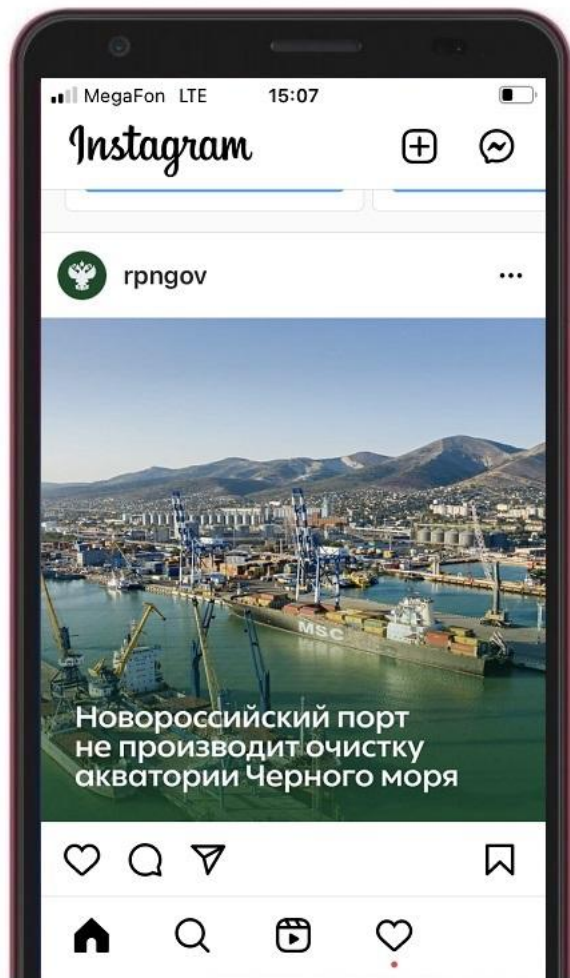 MegaFon LTE 15:07
Instagram
rpngov
MSC
Новороссийский порт
не производит очистку
акватории Черного моря